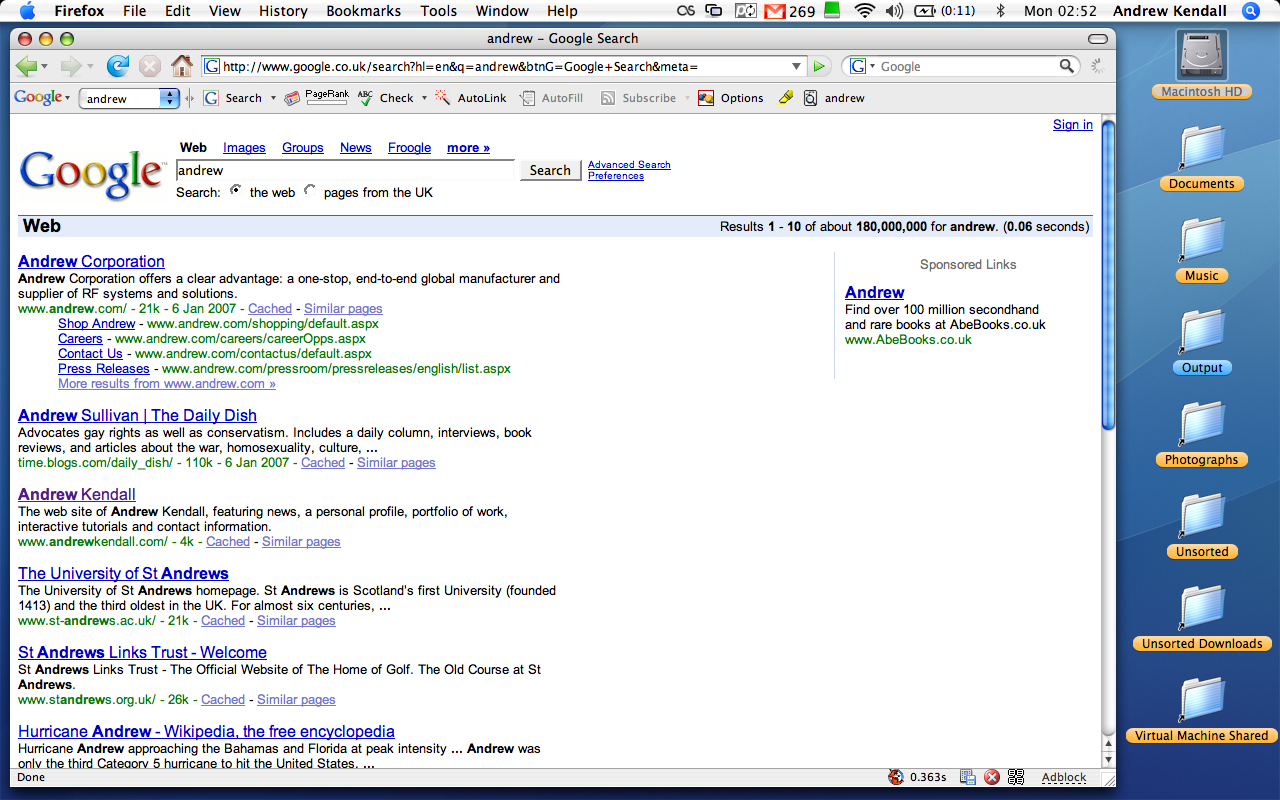 Firefox File Edit View History Bookmarks Tools Window Help 269 (0:11) Mon 02:52 Andrew Kendall
andrew - Google Search
http://www.google.co.uk/search?hl=en&q=andrew&btnG=Google+Search&meta= Google
Google andrew Search PageRank ABC Check AutoLink AutoFill Subscribe Options andrew
Sign in
Google™
Web Images Groups News Froogle more »
andrew Search Advanced Search
Preferences
Search: the web pages from the UK
Web Results 1 - 10 of about 180,000,000 for andrew. (0.06 seconds)
Andrew Corporation
Andrew Corporation offers a clear advantage: a one-stop, end-to-end global manufacturer and
supplier of RF systems and solutions.
www.andrew.com/ - 21k - 6 Jan 2007 - Cached - Similar pages
Shop Andrew - www.andrew.com/shopping/default.aspx
Careers - www.andrew.com/careers/careerOpps.aspx
Contact Us - www.andrew.com/contactus/default.aspx
Press Releases - www.andrew.com/pressroom/pressreleases/english/list.aspx
More results from www.andrew.com »
Andrew Sullivan | The Daily Dish
Advocates gay rights as well as conservatism. Includes a daily column, interviews, book
reviews, and articles about the war, homosexuality, culture, ...
time.blogs.com/daily_dish/ - 110k - 6 Jan 2007 - Cached - Similar pages
Andrew Kendall
The web site of Andrew Kendall, featuring news, a personal profile, portfolio of work,
interactive tutorials and contact information.
www.andrewkendall.com/ - 4k - Cached - Similar pages
The University of St Andrews
The University of St Andrews homepage. St Andrews is Scotland's first University (founded
1413) and the third oldest in the UK. For almost six centuries, ...
www.st-andrews.ac.uk/ - 21k - Cached - Similar pages
St Andrews Links Trust - Welcome
St Andrews Links Trust - The Official Website of The Home of Golf. The Old Course at St
Andrews.
www.standrews.org.uk/ - 26k - Cached - Similar pages
Hurricane Andrew - Wikipedia, the free encyclopedia
Hurricane Andrew approaching the Bahamas and Florida at peak intensity ... Andrew was
only the third Category 5 hurricane to hit the United States. ...
Sponsored Links
Andrew
Find over 100 million secondhand
and rare books at AbeBooks.co.uk
www.AbeBooks.co.uk
Done 0.363s Adblock
Macintosh HD
Documents
Music
Output
Photographs
Unsorted
Unsorted Downloads
Virtual Machine Shared